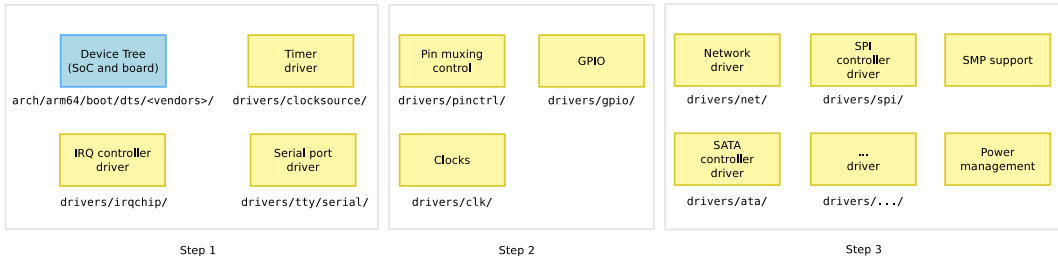 Device Tree
(SoC and board)
arch/arm64/boot/dts/<vendors>/
Timer
driver
drivers/clocksource/
IRQ controller
driver
drivers/irqchip/
Serial port
driver
drivers/tty/serial/
Step 1
Pin muxing
control
drivers/pinctrl/
GPIO
drivers/gpio/
Clocks
drivers/clk/
Step 2
Network
driver
drivers/net/
SPI
controller
driver
drivers/spi/
SMP support
SATA
controller
driver
drivers/ata/
...
driver
drivers/.../
Power
management
Step 3